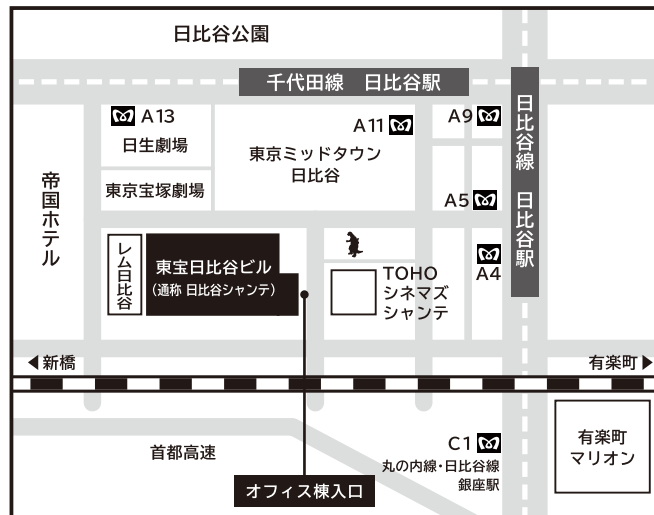 日比谷公園
千代田線 日比谷駅
A13
日生劇場
A11
東京ミッドタウン
日比谷
A9
日比谷線 日比谷駅
東京宝塚劇場
帝国ホテル
A5
レム日比谷
東宝日比谷ビル
(通称 日比谷シャンテ)
TOHO
シネマズ
シャンテ
A4
新橋
有楽町
首都高速
C1
丸の内線・日比谷線
銀座駅
有楽町
マリオン
オフィス棟入口